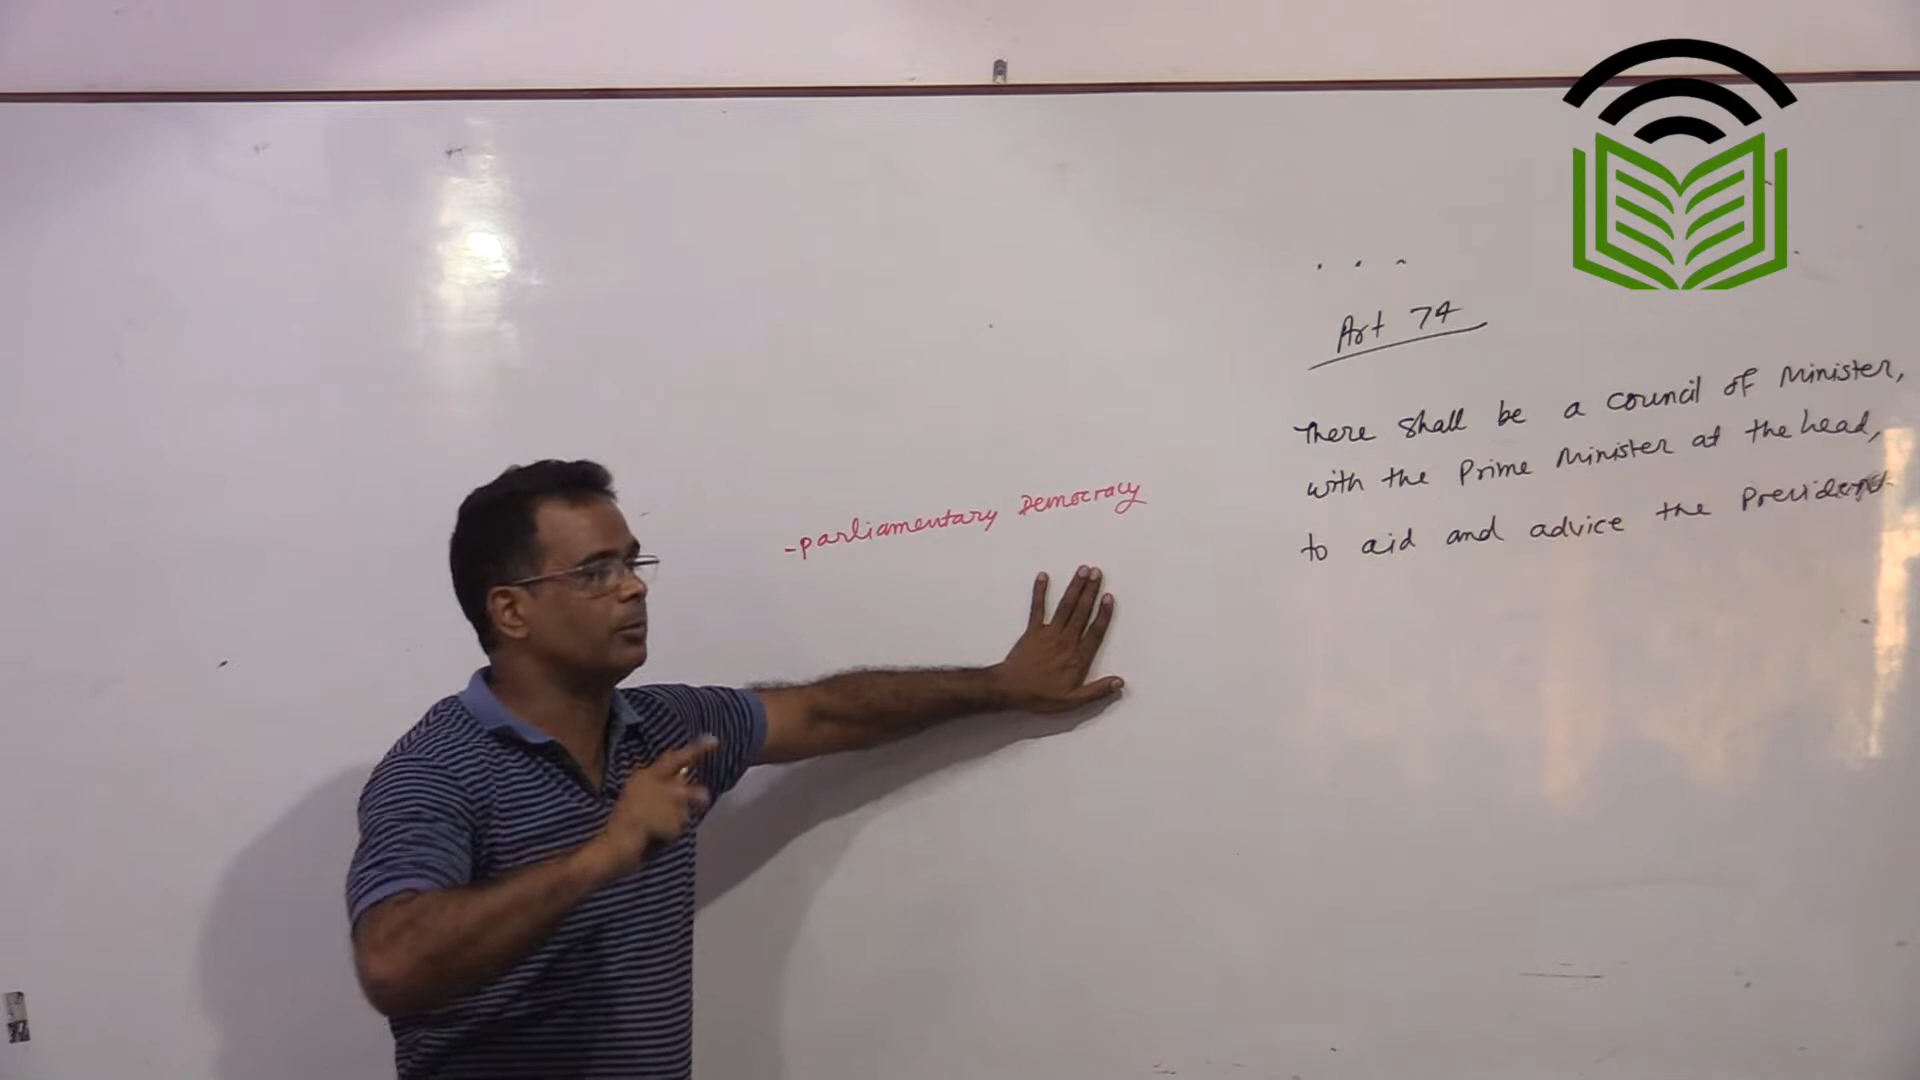 -parliamentary Democracy
Art 74
There shall be a council of Minister,
with the Prime Minister at the head,
to aid and advice the President